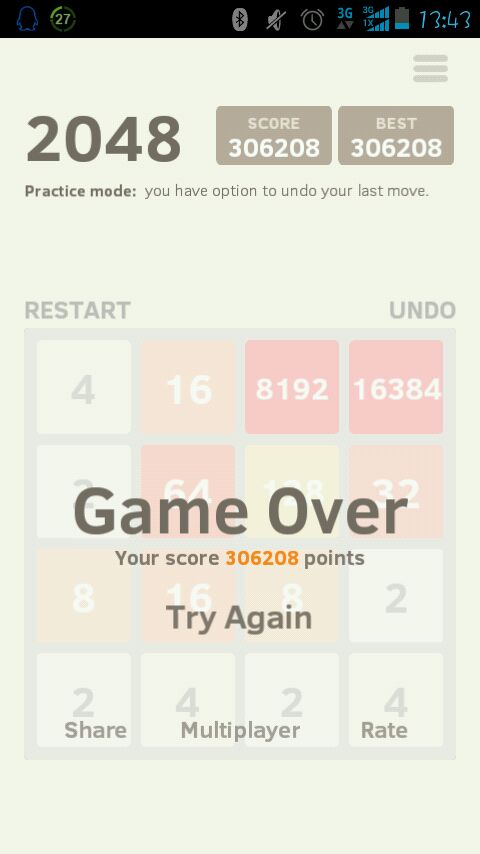 27 3G 3G 1X 13:43
2048
SCORE BEST
306208 306208
Practice mode: you have option to undo your last move.
RESTART UNDO
4 16 8192 16384
2 64 128 32
Game Over
Your score 306208 points
8 16 8 2
Try Again
2 4 2 4
Share Multiplayer Rate